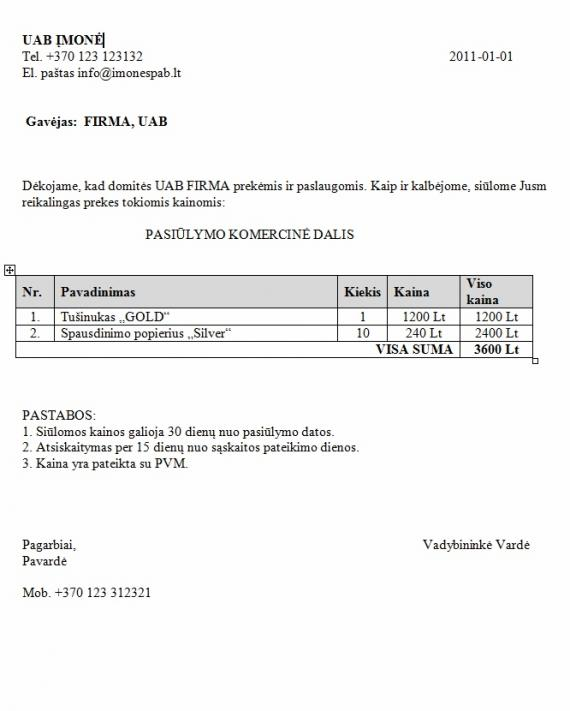 UAB ĮMONĖ
Tel. +370 123 123132 2011-01-01
El. paštas info@imonespab.lt
Gavėjas: FIRMA, UAB
Dėkojame, kad domitės UAB FIRMA prekėmis ir paslaugomis. Kaip ir kalbėjome, siūlome Jusm
reikalingas prekes tokiomis kainomis:
PASIŪLYMO KOMERCINĖ DALIS
Nr. Pavadinimas Kiekis Kaina Viso kaina
1. Tušinukas „GOLD“ 1 1200 Lt 1200 Lt
2. Spausdinimo popierius „Silver“ 10 240 Lt 2400 Lt
VISA SUMA 3600 Lt
PASTABOS:
1. Siūlomos kainos galioja 30 dienų nuo pasiūlymo datos.
2. Atsiskaitymas per 15 dienų nuo sąskaitos pateikimo dienos.
3. Kaina yra pateikta su PVM.
Pagarbiai, Vadybininkė Vardė
Pavardė
Mob. +370 123 312321